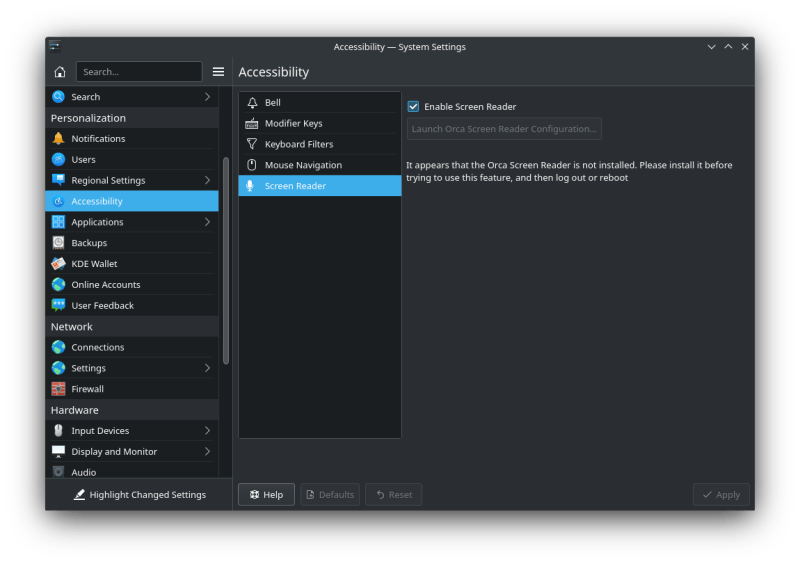 Accessibility — System Settings
Search...
Accessibility
Search
Personalization
Notifications
Users
Regional Settings
Accessibility
Applications
Backups
KDE Wallet
Online Accounts
User Feedback
Network
Connections
Settings
Firewall
Hardware
Input Devices
Display and Monitor
Audio
Highlight Changed Settings
Bell
Modifier Keys
Keyboard Filters
Mouse Navigation
Screen Reader
Enable Screen Reader
Launch Orca Screen Reader Configuration...
It appears that the Orca Screen Reader is not installed. Please install it before
trying to use this feature, and then log out or reboot
Help
Defaults
Reset
Apply